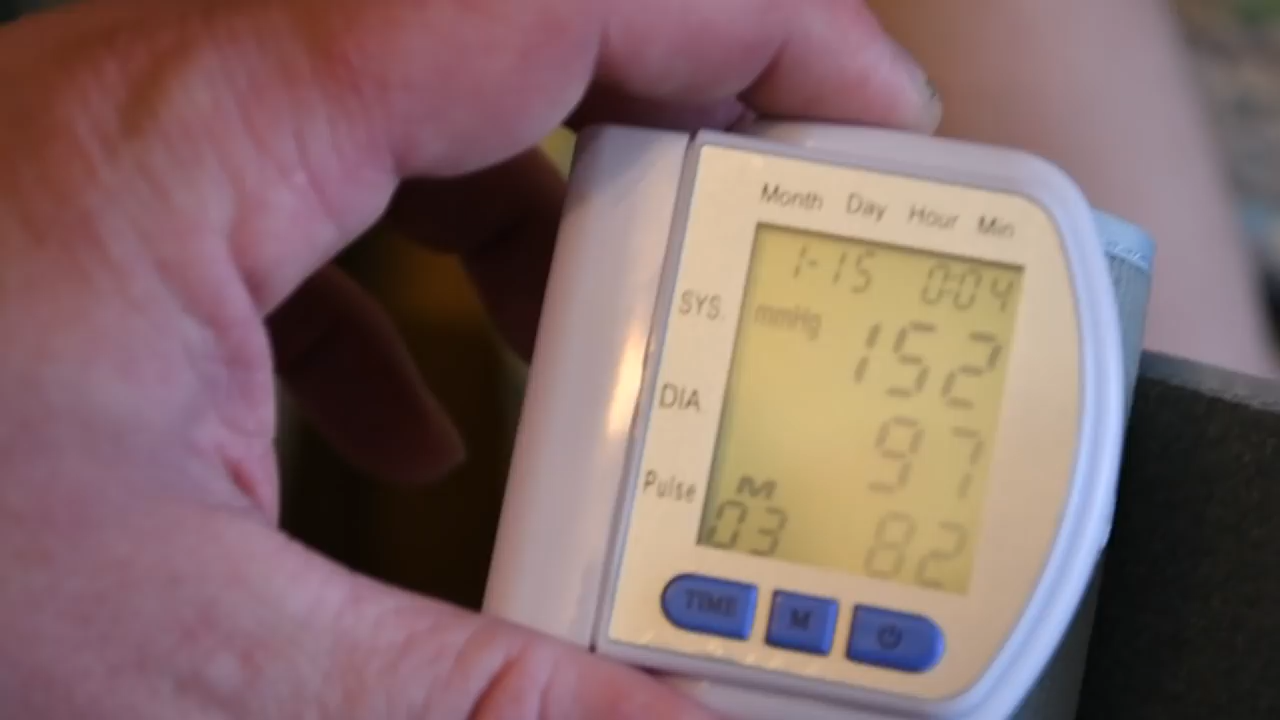 Month Day Hour Min
1-15 0:04
SYS. mmHg 152
DIA. 97
Pulse M 82
03
TIME M